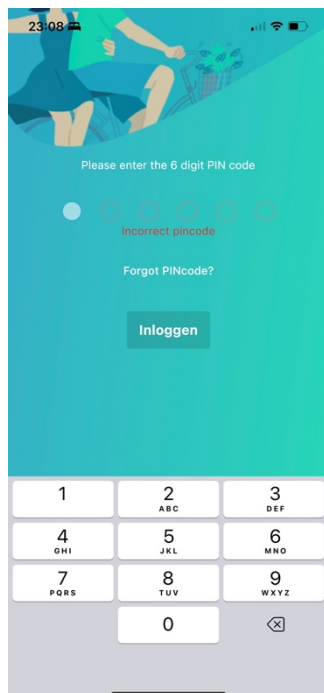 23:08
Please enter the 6 digit PIN code
Incorrect pincode
Forgot PINcode?
Inloggen
1 2 3
ABC DEF
4 5 6
GHI JKL MNO
7 8 9
PQRS TUV WXYZ
0